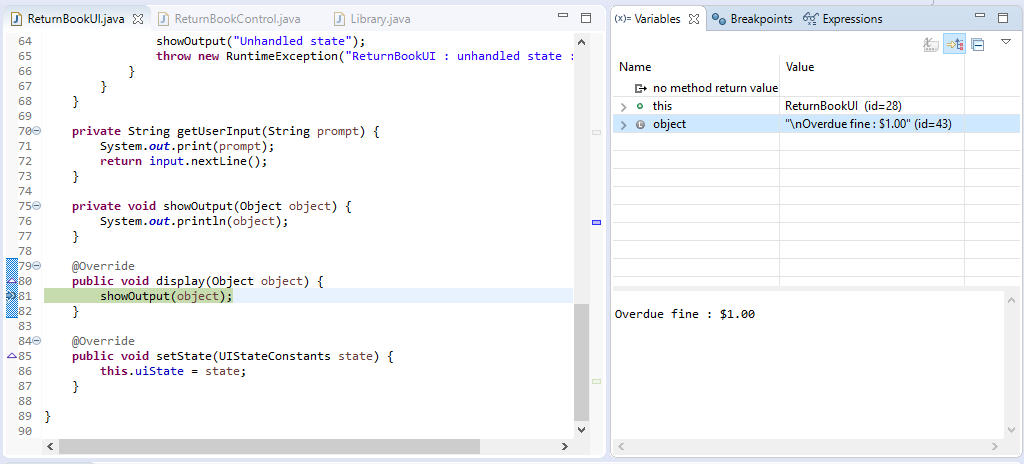 ReturnBookUI.java
ReturnBookControl.java
Library.java
64 showOutput("Unhandled state");
65 throw new RuntimeException("ReturnBookUI : unhandled state :
66 }
67 }
68 }
69
70 private String getUserInput(String prompt) {
71 System.out.print(prompt);
72 return input.nextLine();
73 }
74
75 private void showOutput(Object object) {
76 System.out.println(object);
77 }
78
79 @Override
80 public void display(Object object) {
81 showOutput(object);
82 }
83
84 @Override
85 public void setState(UIStateConstants state) {
86 this.uiState = state;
87 }
88
89 }
90
(x)= Variables
Breakpoints
Expressions
Name Value
no method return value
this ReturnBookUI (id=28)
object "\nOverdue fine : $1.00" (id=43)
Overdue fine : $1.00